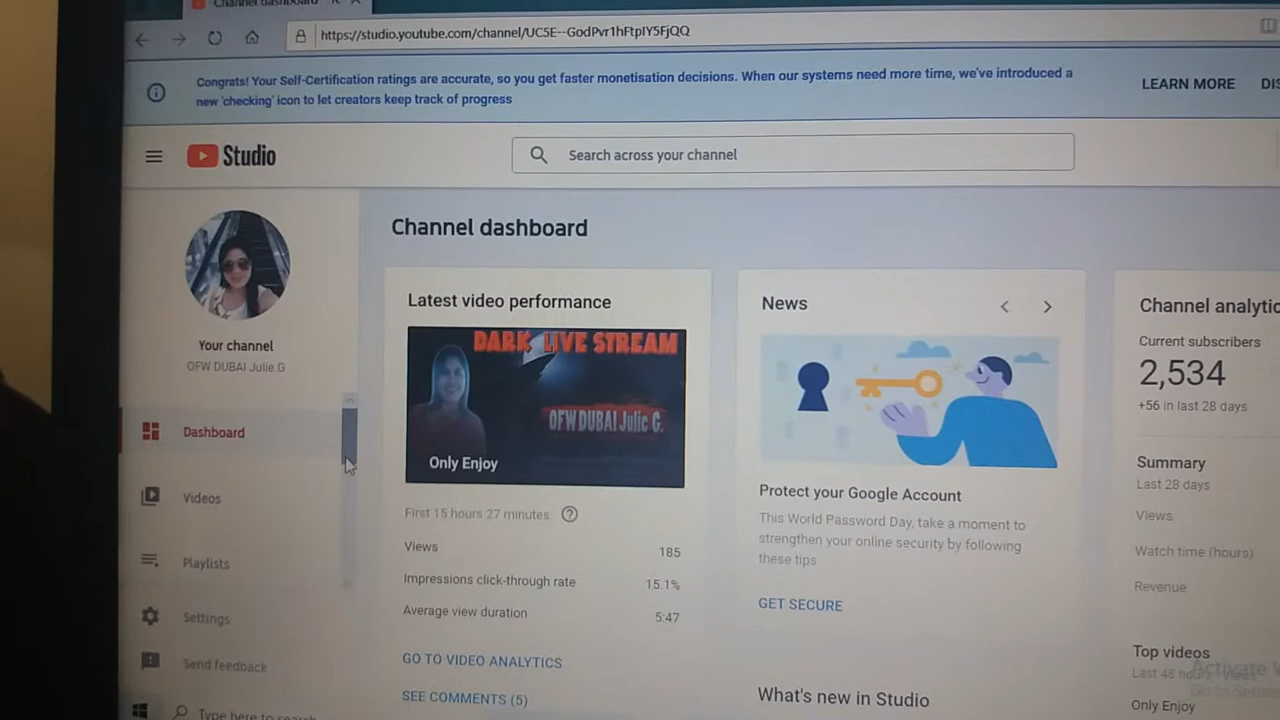 Channel dashboard
https://studio.youtube.com/channel/UC5E--GodPvr1hFtpIY5FjQQ
Congrats! Your Self-Certification ratings are accurate, so you get faster monetisation decisions. When our systems need more time, we've introduced a
new 'checking' icon to let creators keep track of progress
LEARN MORE
Studio
Search across your channel
Your channel
OFW DUBAI Julie.G
Dashboard
Videos
Playlists
Settings
Send feedback
Type here to search
Channel dashboard
Latest video performance
DARK LIVE STREAM
OFW DUBAI Julie G.
Only Enjoy
First 15 hours 27 minutes:
Views 185
Impressions click-through rate 15.1%
Average view duration 5:47
GO TO VIDEO ANALYTICS
SEE COMMENTS (5)
News
Protect your Google Account
This World Password Day, take a moment to
strengthen your online security by following
these tips
GET SECURE
What's new in Studio
Channel
Current subscribers
2,534
+56 in last 28 days
Summary
Last 28 days
Views
Watch time (hours)
Revenue
Top videos
Last 48
Activate
Only Enjoy